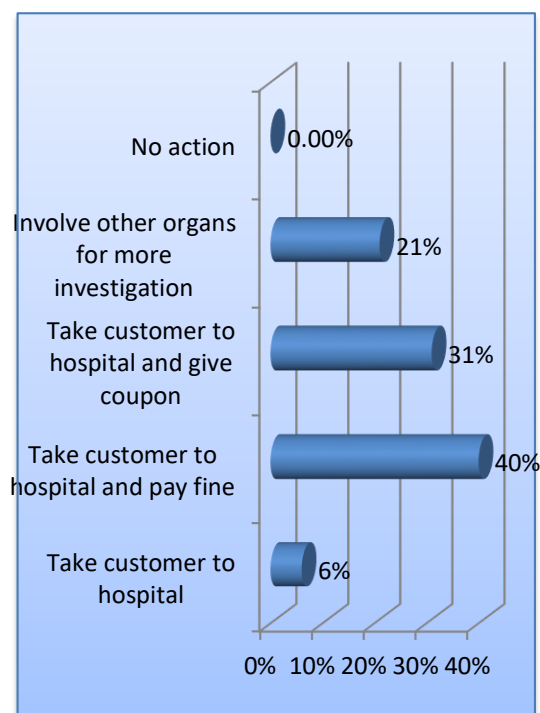 No action
0.00%
Involve other organs
for more
investigation
21%
Take customer to
hospital and give
coupon
31%
Take customer to
hospital and pay fine
40%
Take customer to
hospital
6%
0% 10% 20% 30% 40%